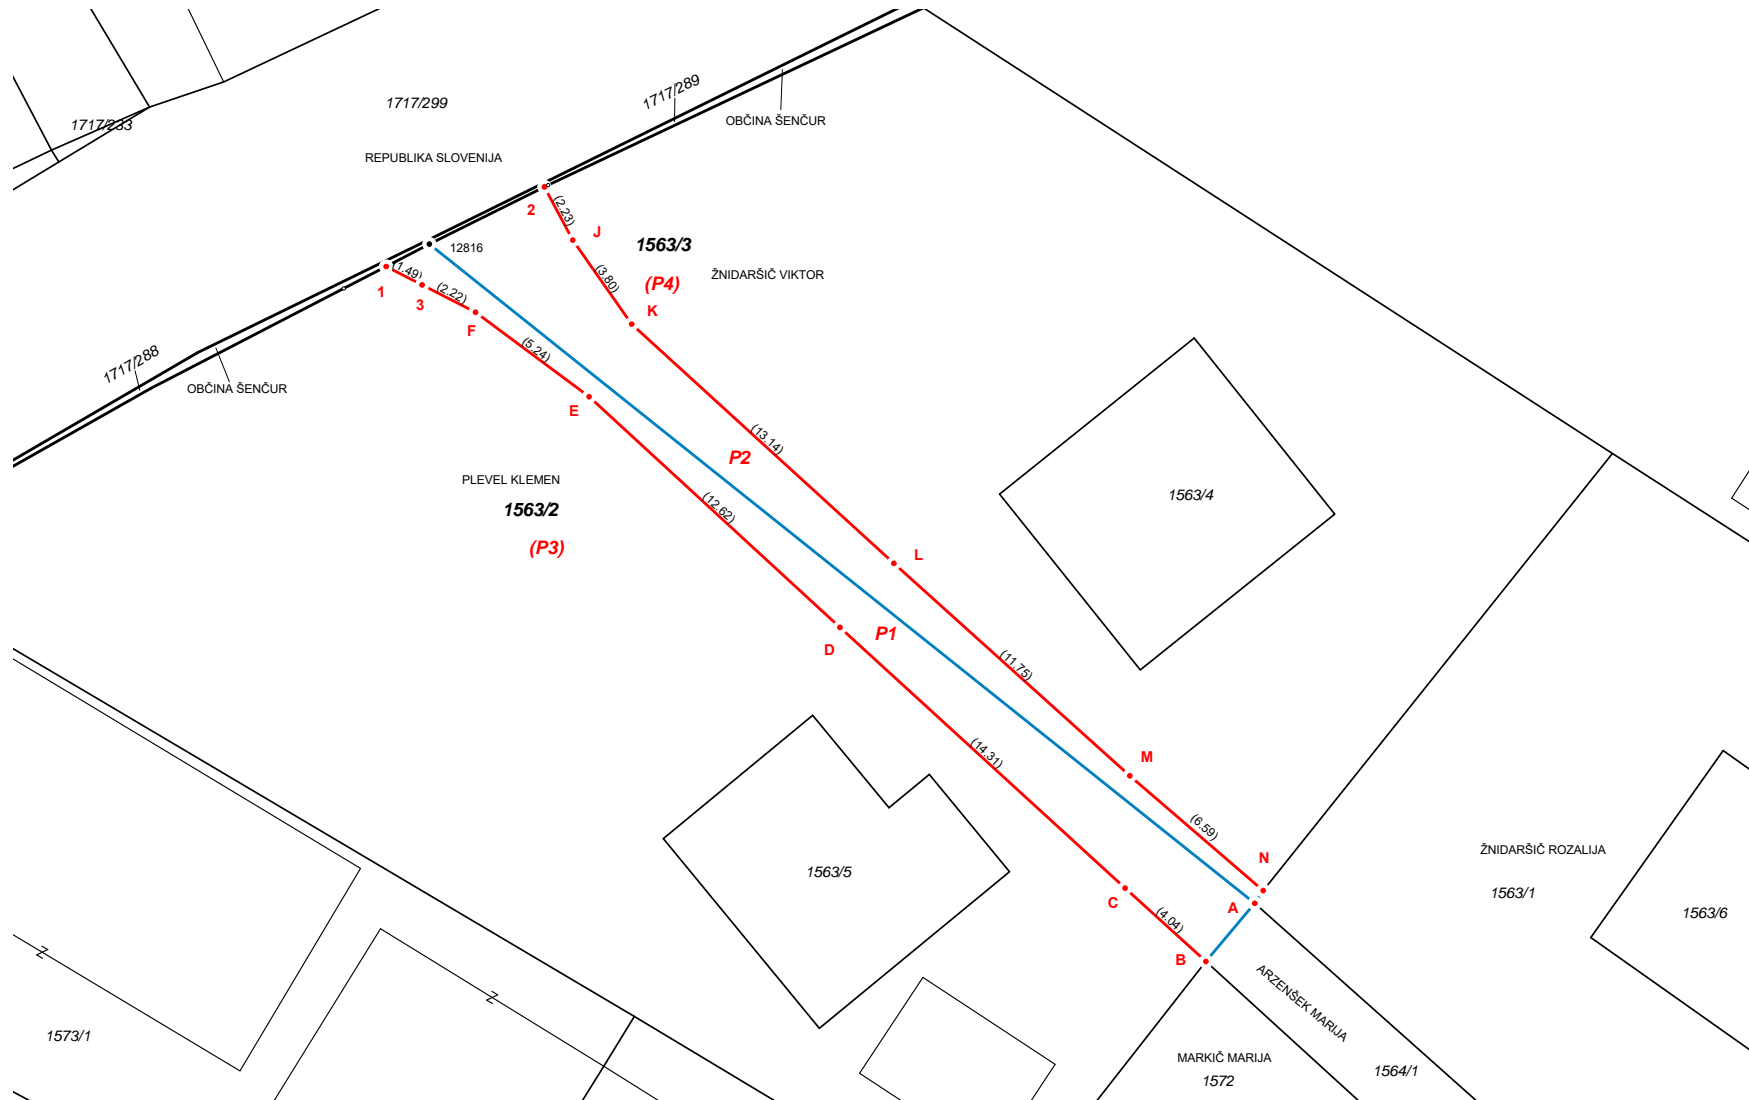 1717/289
1717/299
OBČINA ŠENČUR
1717/233
REPUBLIKA SLOVENIJA
2
(2.23)
J
1563/3
12816
ŽNIDARŠIČ VIKTOR
(1.49)
(3.80)
(P4)
1
3
(2.22)
F
K
(5.24)
1717/288
OBČINA ŠENČUR
E
(13.14)
P2
PLEVEL KLEMEN
1563/4
(12.62)
1563/2
(P3)
L
P1
D
(11.75)
(14.31)
M
(6.59)
ŽNIDARŠIČ ROZALIJA
N
1563/5
1563/1
C
A
(4.04)
1563/6
Z
B
Z
ARZENŠEK MARIJA
1573/1
MARKIČ MARIJA
1572
1564/1